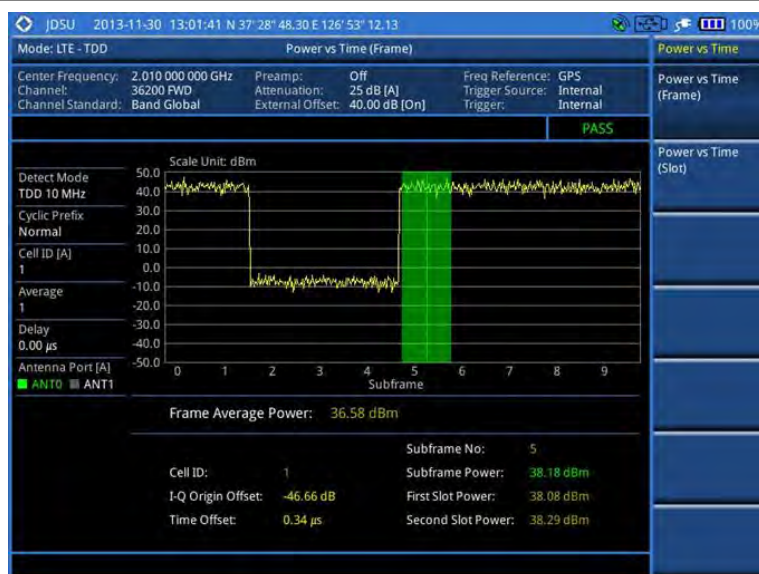 JDSU 2013-11-30 13:01:41 N 37° 28" 48.30 E 126' 53" 12.13 100%
Mode: LTE - TDD Power vs Time (Frame) Power vs Time
Center Frequency: 2.010 000 000 GHz Preamp: Off Freq Reference: GPS
Channel: 36200 FWD Attenuation: 25 dB [A] Trigger Source: Internal
Channel Standard: Band Global External Offset: 40.00 dB [On] Trigger: Internal
Power vs Time
(Frame)
PASS
Power vs Time
(Slot)
Scale Unit: dBm
Detect Mode
TDD 10 MHz
Cyclic Prefix
Normal
Cell ID [A]
1
Average
1
Delay
0.00 µs
Antenna Port [A]
ANT0 ANT1
50.0
40.0
30.0
20.0
10.0
0.0
-10.0
-20.0
-30.0
-40.0
-50.0
0 1 2 3 4 5 6 7 8 9
Subframe
Frame Average Power: 36.58 dBm
Subframe No: 5
Cell ID: 1 Subframe Power: 38.18 dBm
I-Q Origin Offset: -46.66 dB First Slot Power: 38.08 dBm
Time Offset: 0.34 µs Second Slot Power: 38.29 dBm